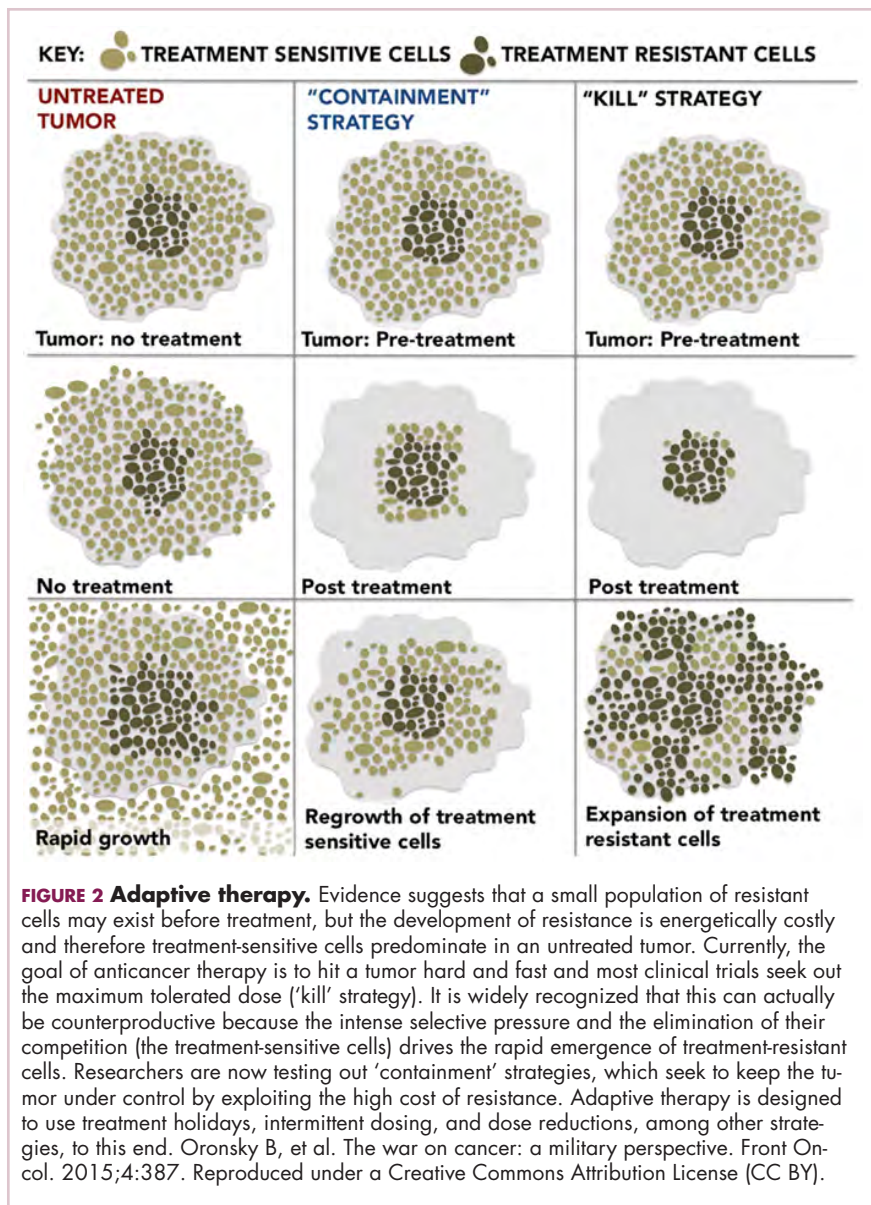 KEY: TREATMENT SENSITIVE CELLS TREATMENT RESISTANT CELLS
UNTREATED
TUMOR
"CONTAINMENT"
STRATEGY
"KILL" STRATEGY
Tumor: no treatment
Tumor: Pre-treatment
Tumor: Pre-treatment
No treatment
Post treatment
Post treatment
Rapid growth
Regrowth of treatment
sensitive cells
Expansion of treatment
resistant cells
FIGURE 2 Adaptive therapy. Evidence suggests that a small population of resistant
cells may exist before treatment, but the development of resistance is energetically costly
and therefore treatment-sensitive cells predominate in an untreated tumor. Currently, the
goal of anticancer therapy is to hit a tumor hard and fast and most clinical trials seek out
the maximum tolerated dose ('kill' strategy). It is widely recognized that this can actually
be counterproductive because the intense selective pressure and the elimination of their
competition (the treatment-sensitive cells) drives the rapid emergence of treatment-resistant
cells. Researchers are now testing out 'containment' strategies, which seek to keep the tu-
mor under control by exploiting the high cost of resistance. Adaptive therapy is designed
to use treatment holidays, intermittent dosing, and dose reductions, among other strate-
gies, to this end. Oronsky B, et al. The war on cancer: a military perspective. Front On-
col. 2015;4:387. Reproduced under a Creative Commons Attribution License (CC BY).